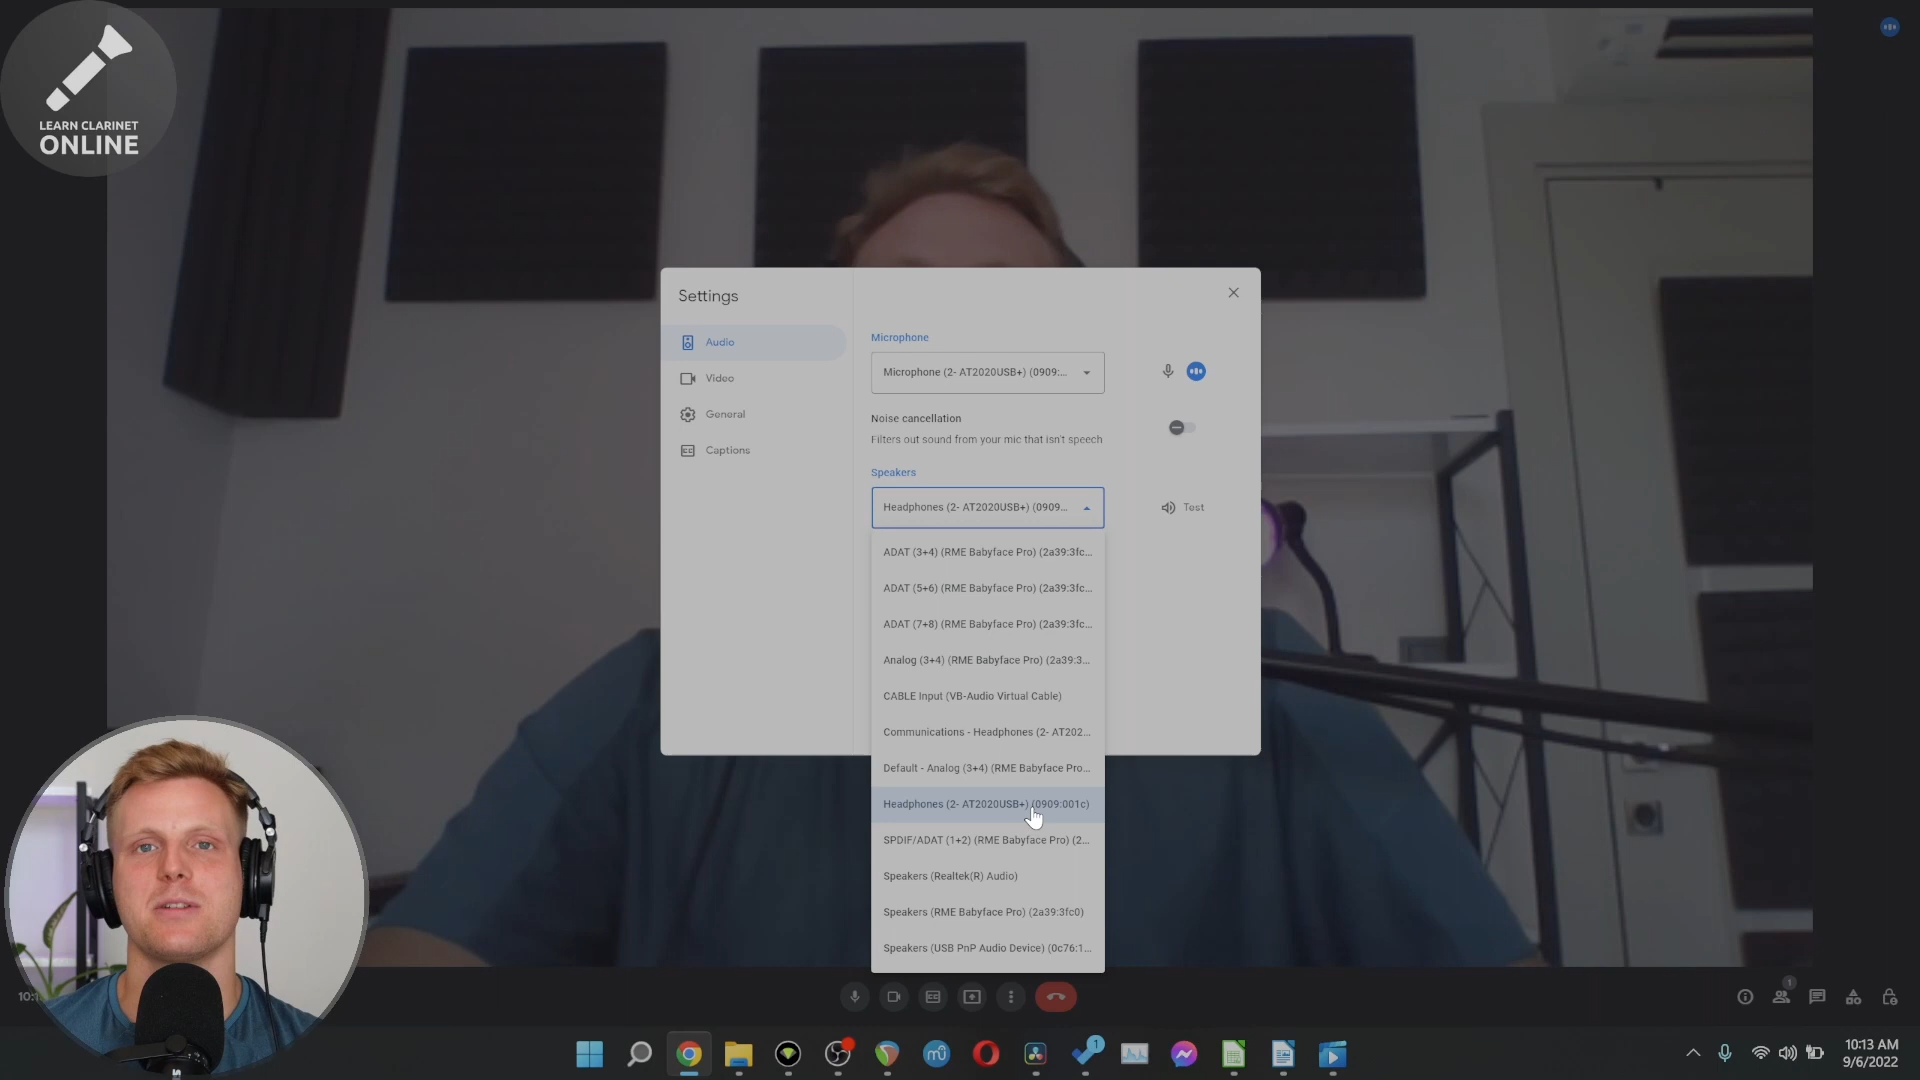 LEARN CLARINET
ONLINE
Settings
Audio
Video
General
Captions
Microphone
Microphone (2- AT2020USB+) (0909:...
Noise cancellation
Filters out sound from your mic that isn't speech
Speakers
Headphones (2- AT2020USB+) (0909...
Test
ADAT (3+4) (RME Babyface Pro) (2a39:3fc...
ADAT (5+6) (RME Babyface Pro) (2a39:3fc...
ADAT (7+8) (RME Babyface Pro) (2a39:3fc...
Analog (3+4) (RME Babyface Pro) (2a39:3...
CABLE Input (VB-Audio Virtual Cable)
Communications - Headphones (2- AT202...
Default - Analog (3+4) (RME Babyface Pro...
Headphones (2- AT2020USB+) (0909:001c)
SPDIF/ADAT (1+2) (RME Babyface Pro) (2...
Speakers (Realtek(R) Audio)
Speakers (RME Babyface Pro) (2a39:3fc0)
Speakers (USB PnP Audio Device) (0c76:1...
1
1
10:13 AM
9/6/2022